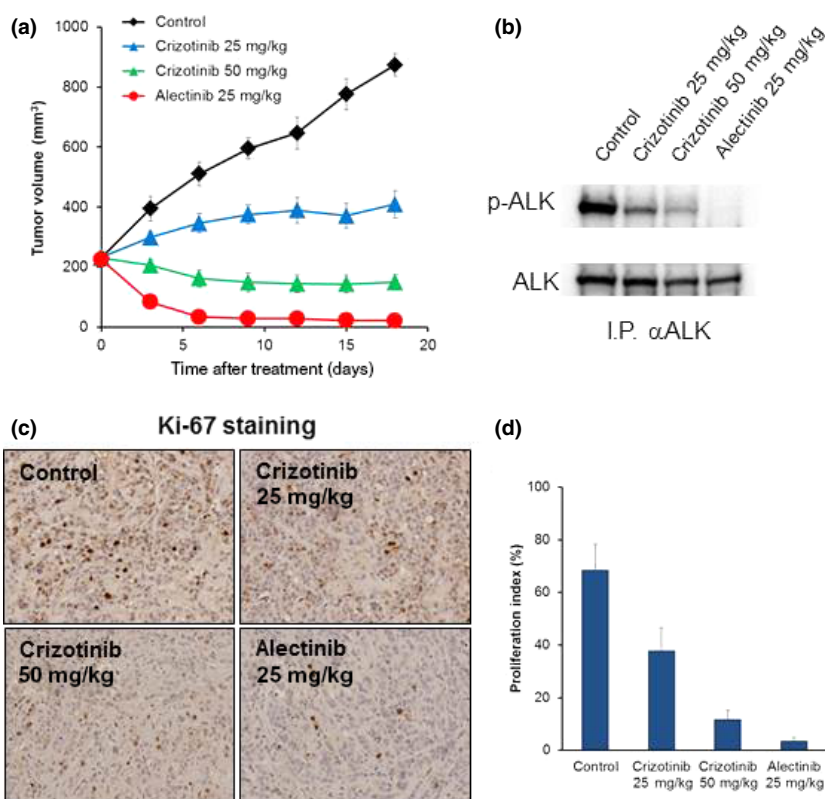 (a)
Control
Crizotinib 25 mg/kg
Crizotinib 50 mg/kg
Alectinib 25 mg/kg
Tumor volume (mm³)
1000
800
600
400
200
0
0 5 10 15 20
Time after treatment (days)
(b)
Control
Crizotinib 25 mg/kg
Crizotinib 50 mg/kg
Alectinib 25 mg/kg
p-ALK
ALK
I.P. αALK
(c)
Ki-67 staining
Control
Crizotinib
25 mg/kg
Crizotinib
50 mg/kg
Alectinib
25 mg/kg
(d)
Proliferation index (%)
100
80
60
40
20
0
Control
Crizotinib
25 mg/kg
Crizotinib
50 mg/kg
Alectinib
25 mg/kg